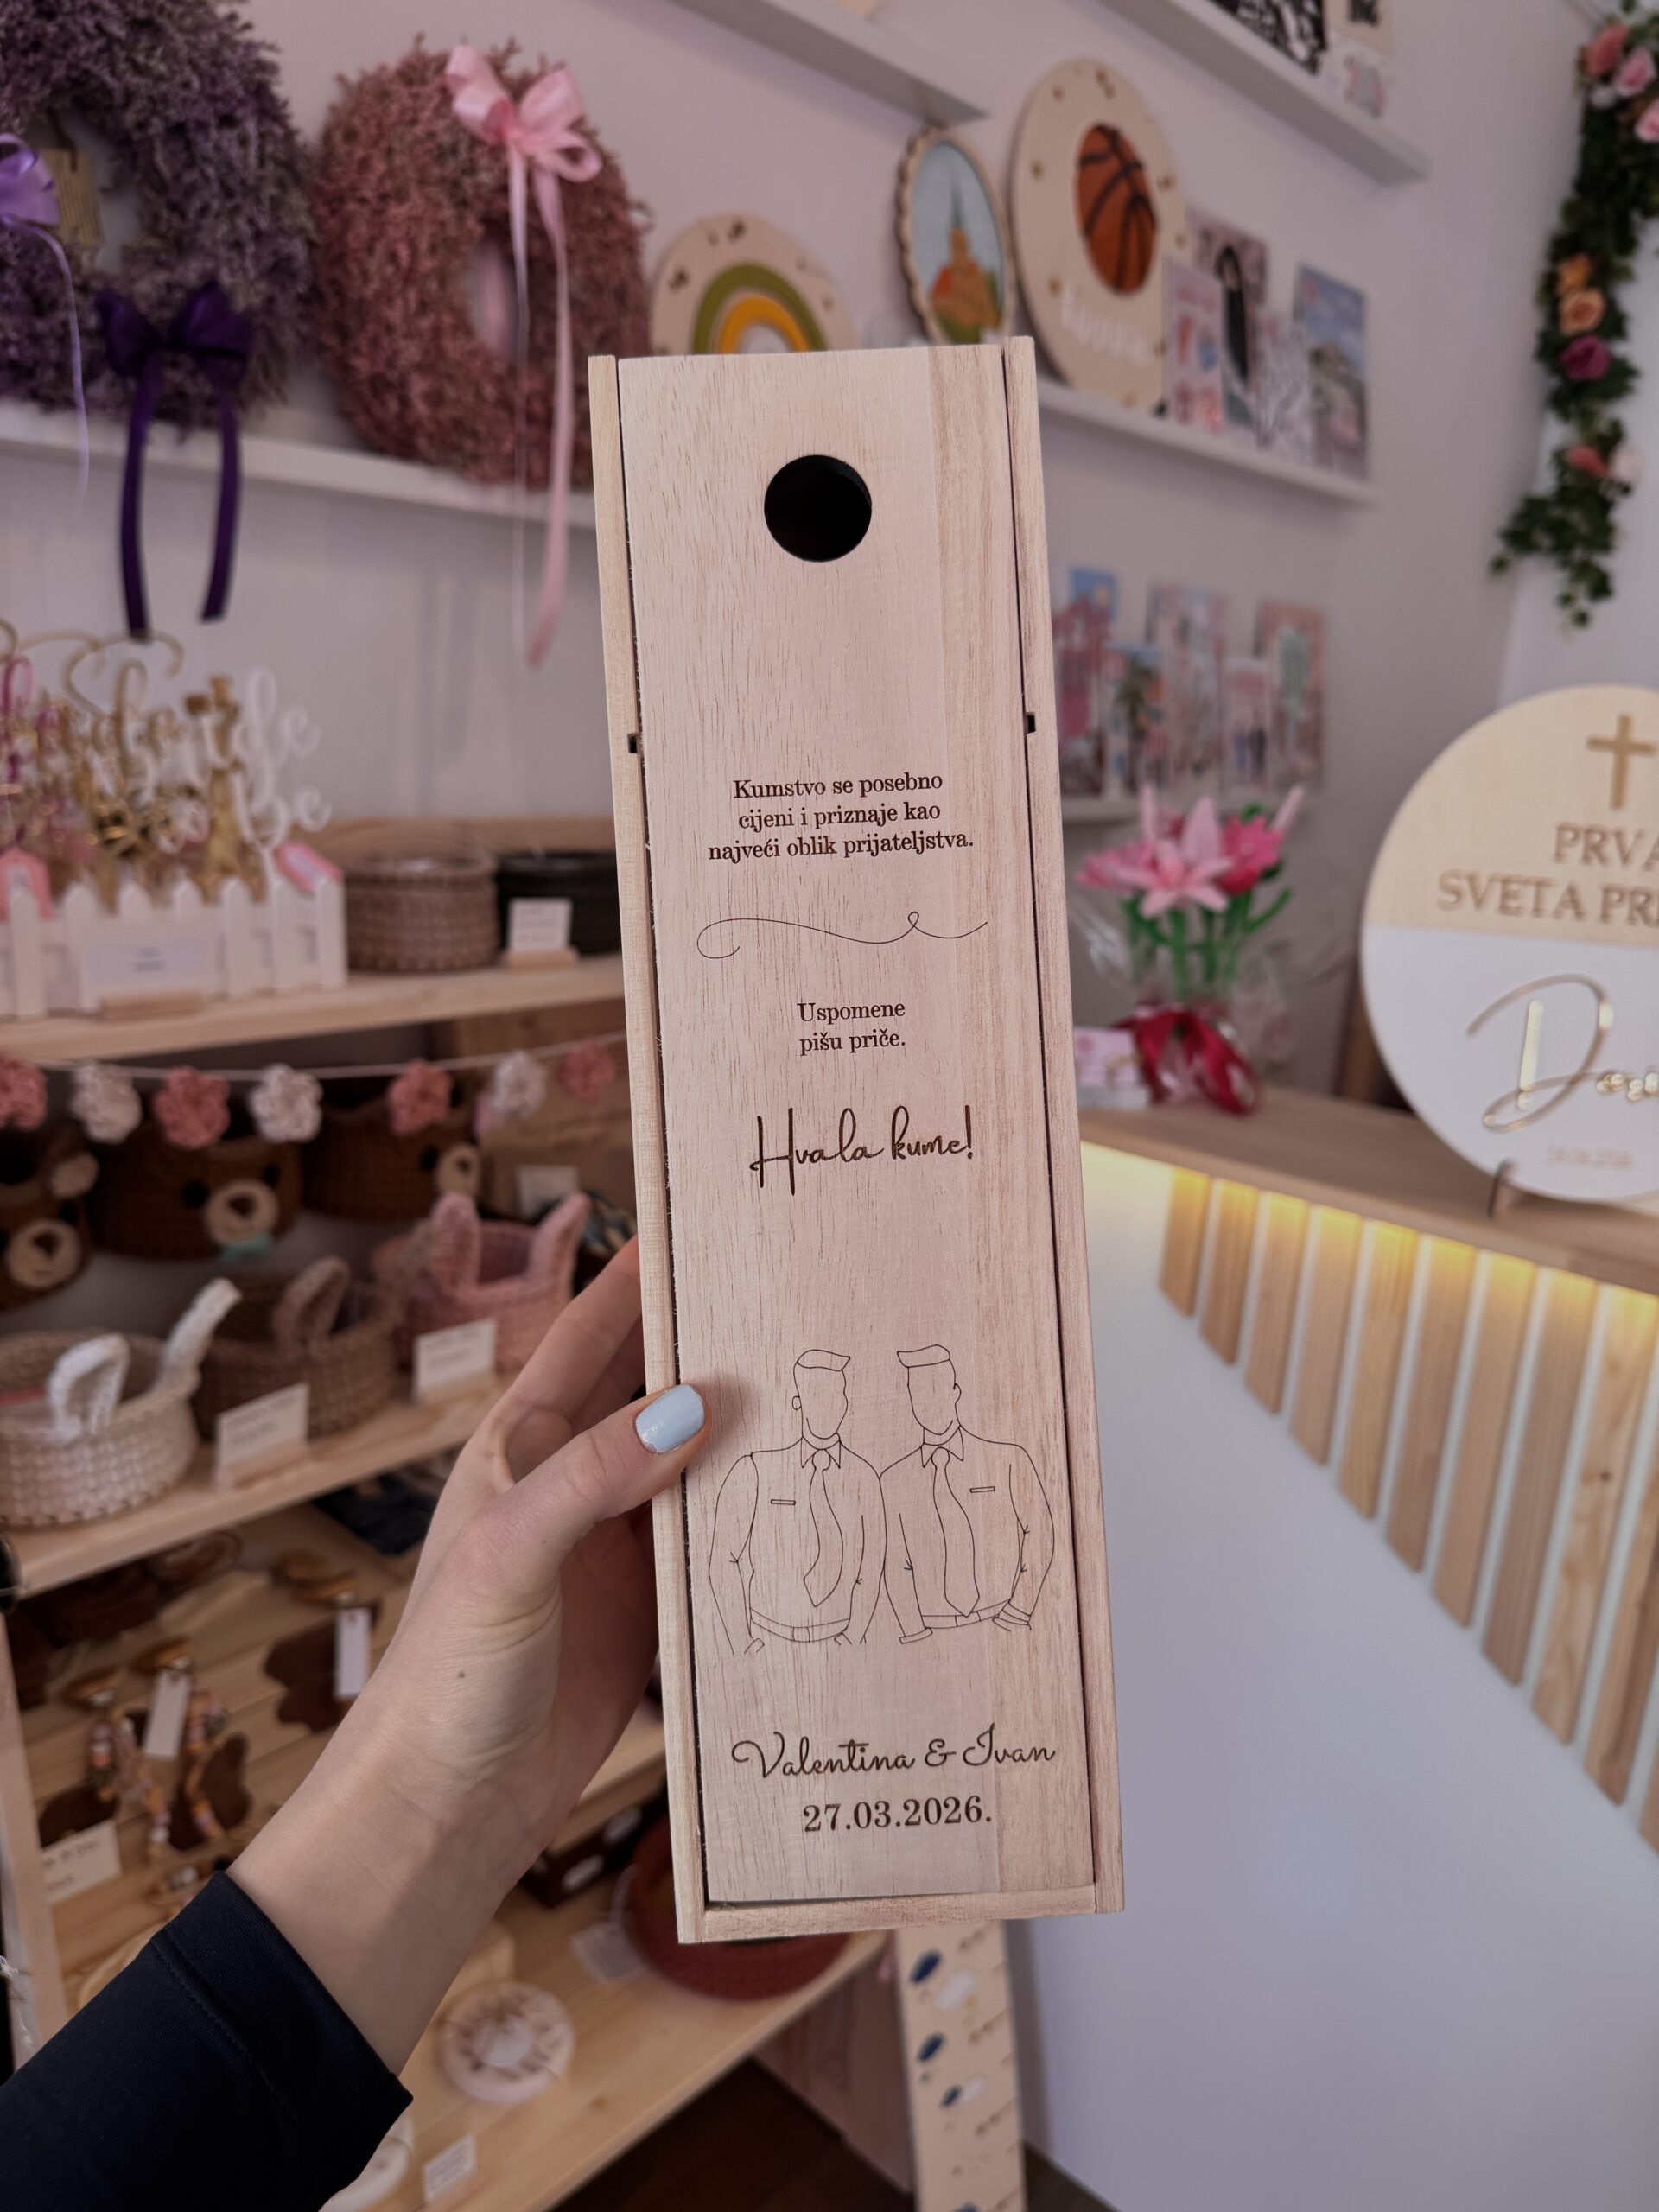 Kumstvo se posebno
cijeni i priznaje kao
najveći oblik prijateljstva.
Uspomene
pišu priče.
Hvala kume!
Valentina & Ivan
27.03.2026.
PRVA
SVETA